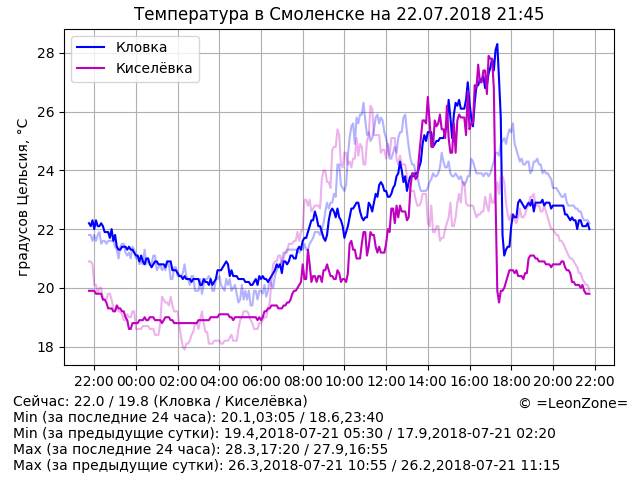 Температура в Смоленске на 22.07.2018 21:45
Кловка
Киселёвка
градусов Цельсия, °C
28
26
24
22
20
18
22:00 00:00 02:00 04:00 06:00 08:00 10:00 12:00 14:00 16:00 18:00 20:00 22:00
Сейчас: 22.0 / 19.8 (Кловка / Киселёвка)
© =LeonZone=
Min (за последние 24 часа): 20.1,03:05 / 18.6,23:40
Min (за предыдущие сутки): 19.4,2018-07-21 05:30 / 17.9,2018-07-21 02:20
Max (за последние 24 часа): 28.3,17:20 / 27.9,16:55
Max (за предыдущие сутки): 26.3,2018-07-21 10:55 / 26.2,2018-07-21 11:15